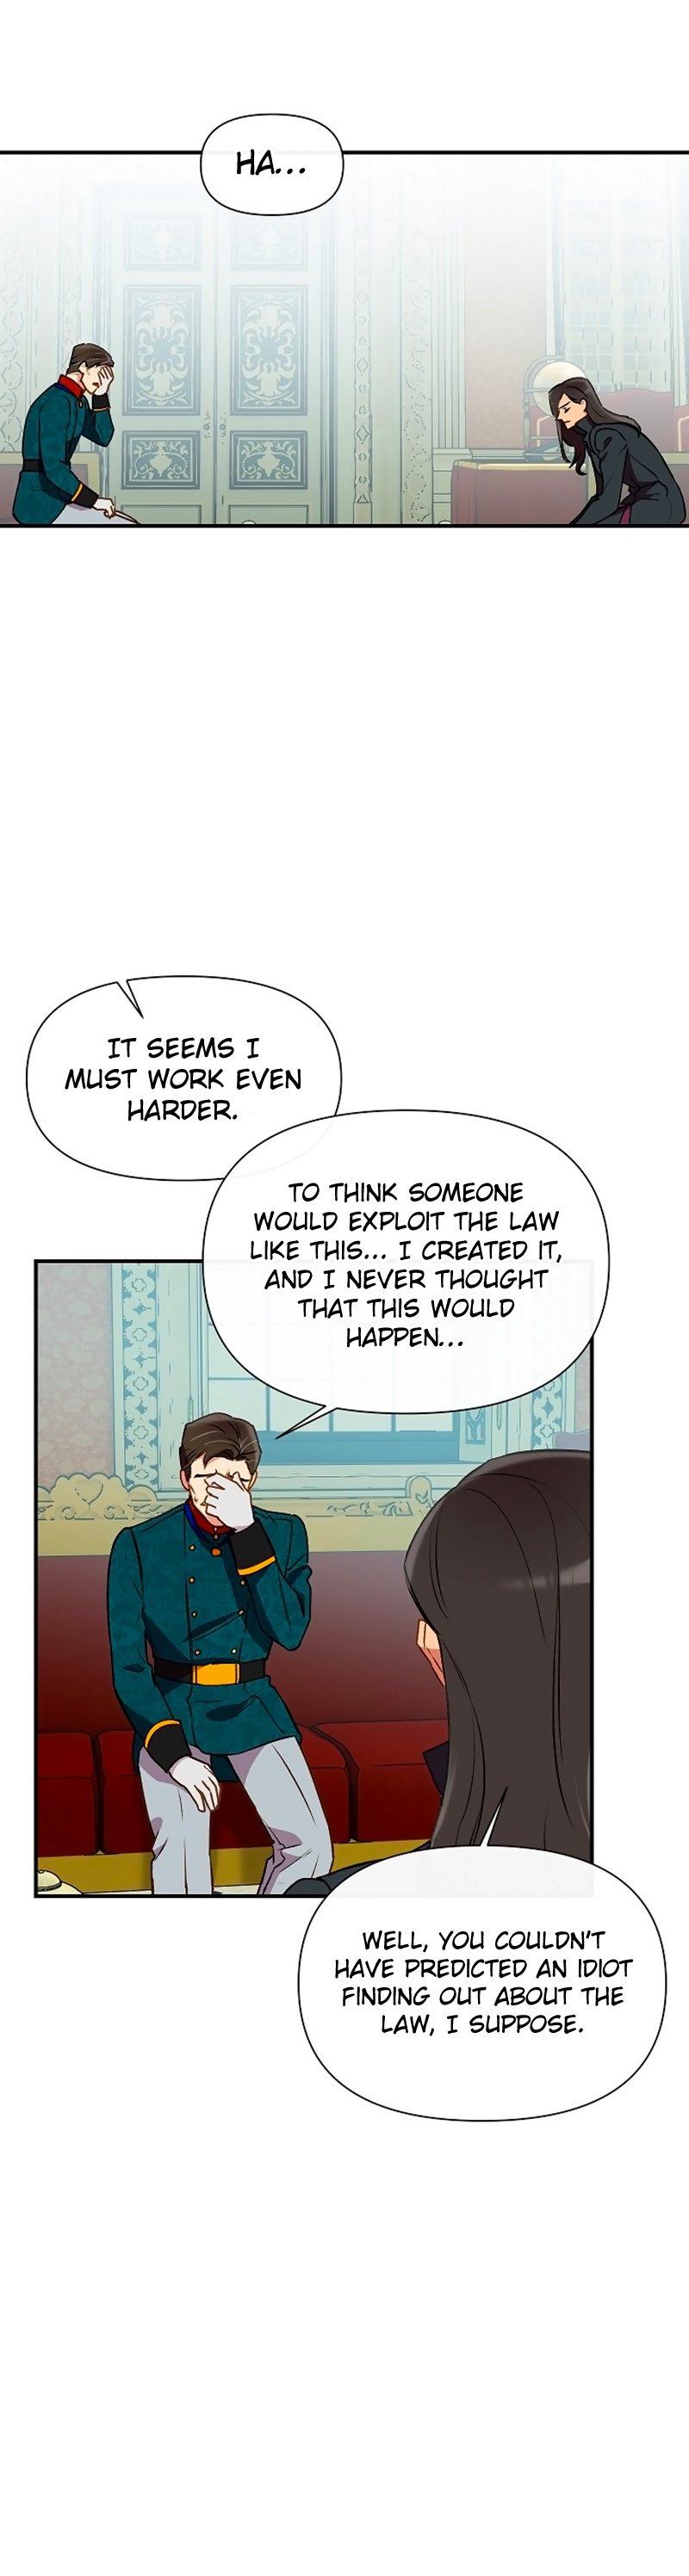 HA...
IT SEEMS I
MUST WORK EVEN
HARDER.
TO THINK SOMEONE
WOULD EXPLOIT THE LAW
LIKE THIS... I CREATED IT,
AND I NEVER THOUGHT
THAT THIS WOULD
HAPPEN...
WELL, YOU COULDN'T
HAVE PREDICTED AN IDIOT
FINDING OUT ABOUT THE
LAW, I SUPPOSE.